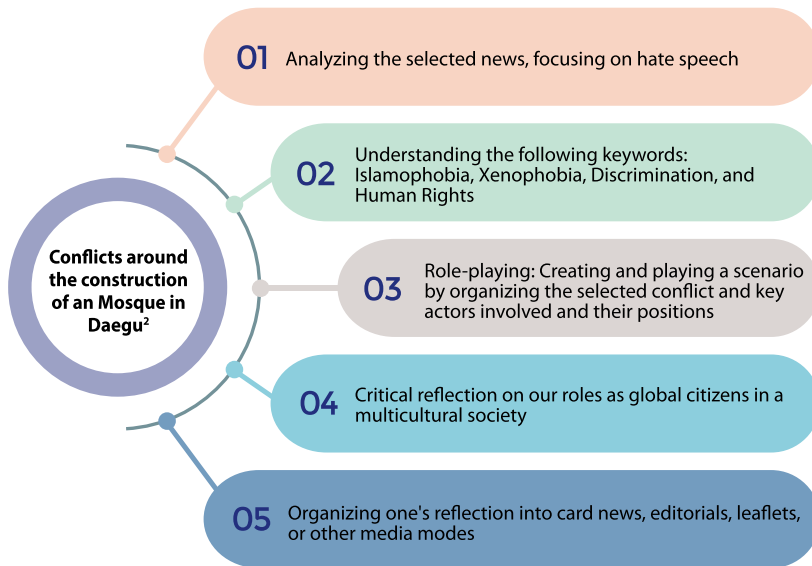 Conflicts around
the construction
of an Mosque in
Daegu²
01 Analyzing the selected news, focusing on hate speech
02 Understanding the following keywords:
Islamophobia, Xenophobia, Discrimination, and
Human Rights
03 Role-playing: Creating and playing a scenario
by organizing the selected conflict and key
actors involved and their positions
04 Critical reflection on our roles as global citizens in a
multicultural society
05 Organizing one's reflection into card news, editorials, leaflets,
or other media modes